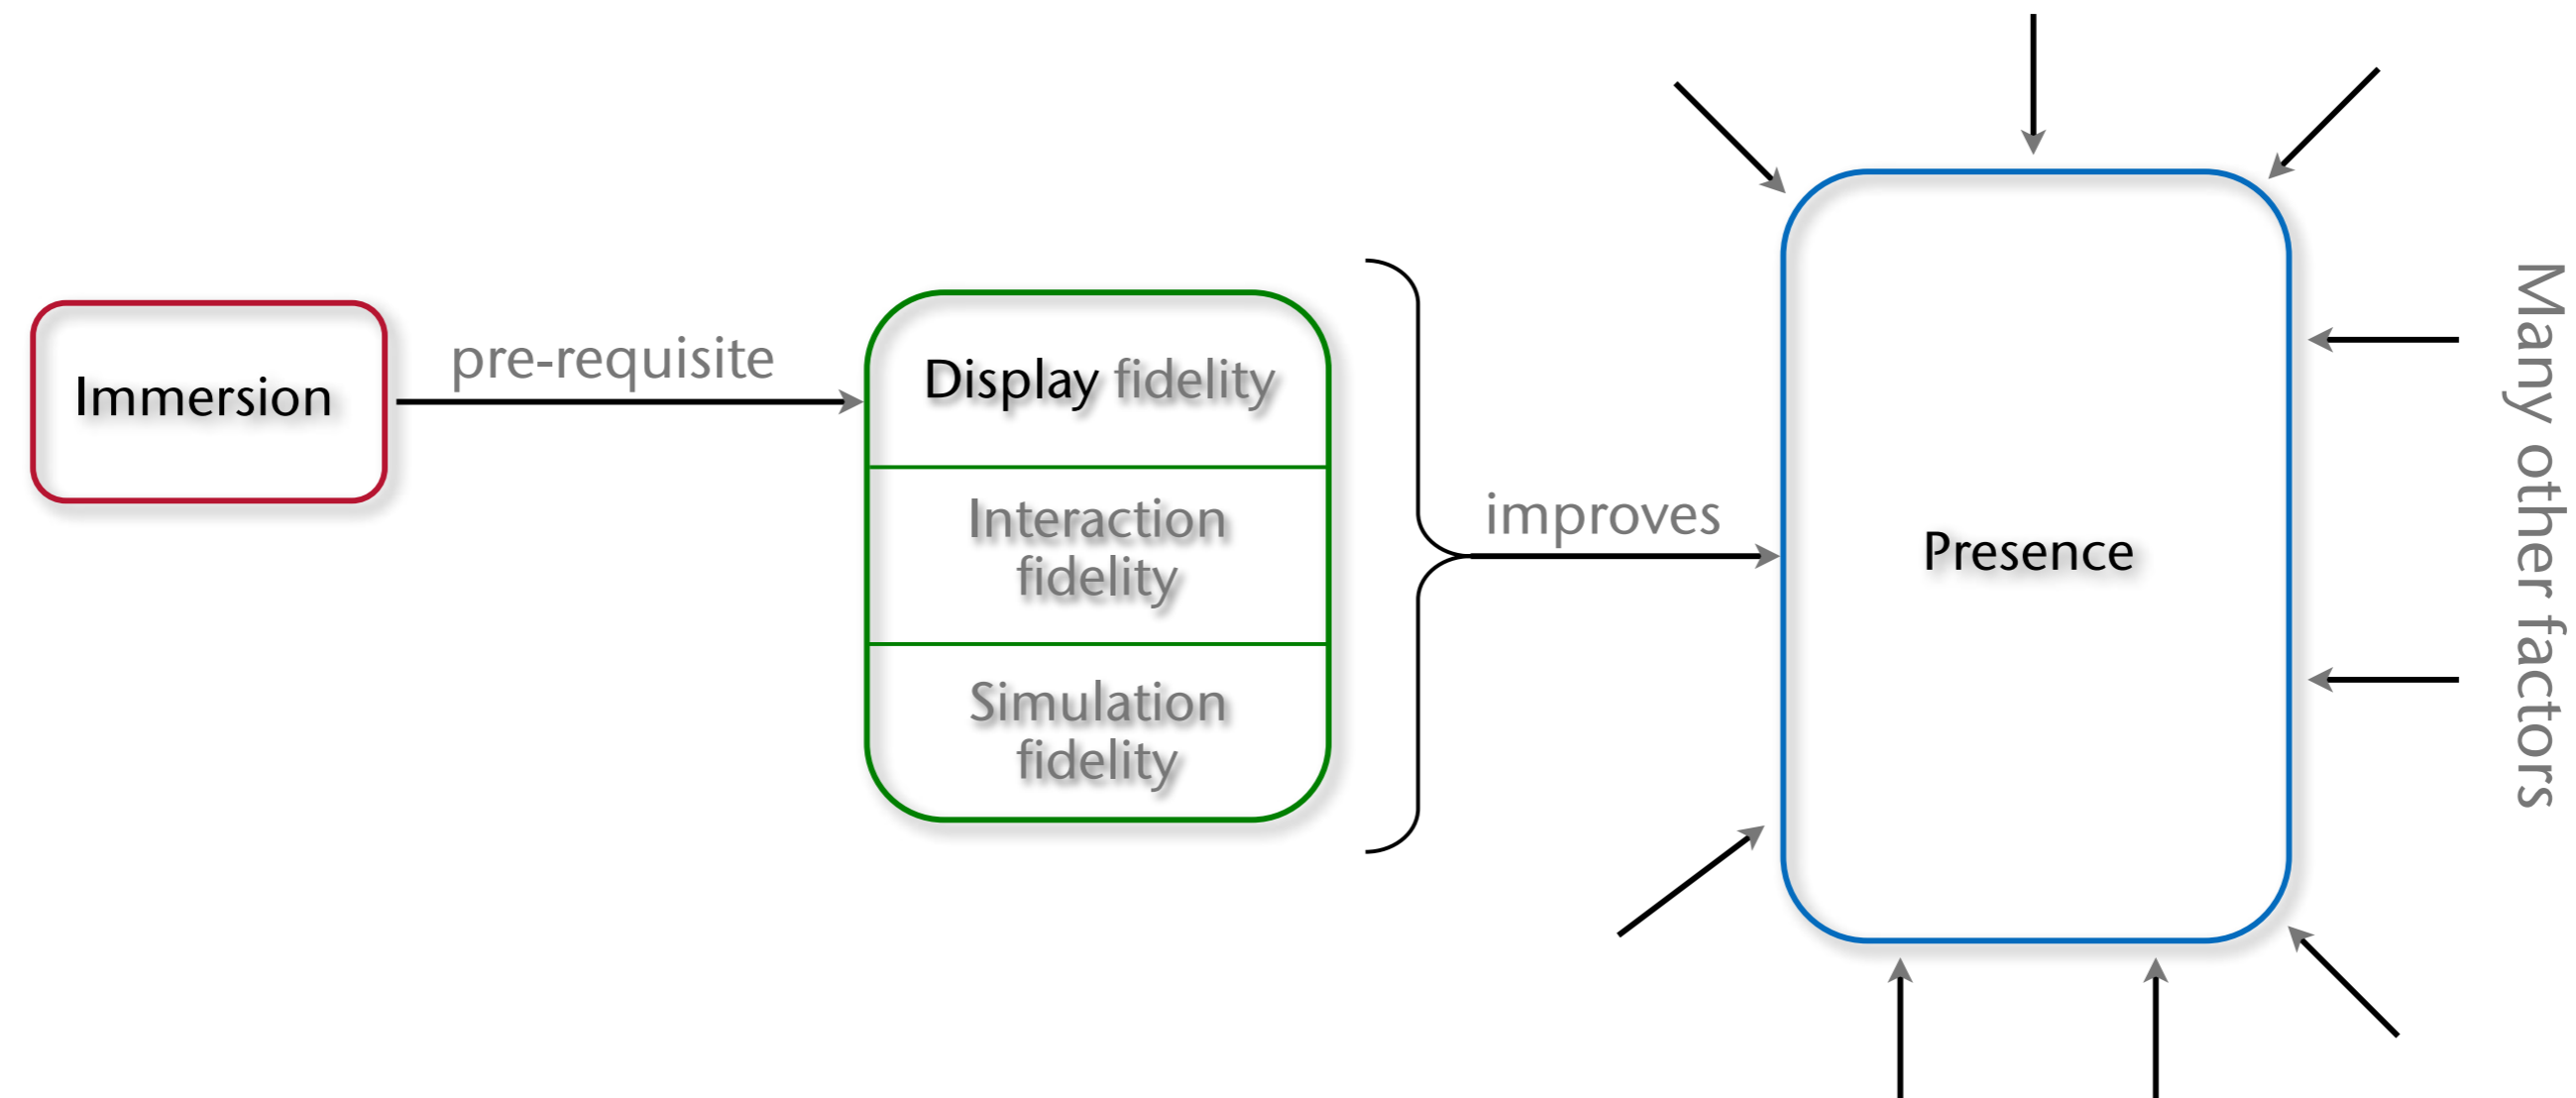 Immersion
pre-requisite
Display fidelity
Interaction
fidelity
Simulation
fidelity
improves
Presence
Many other factors